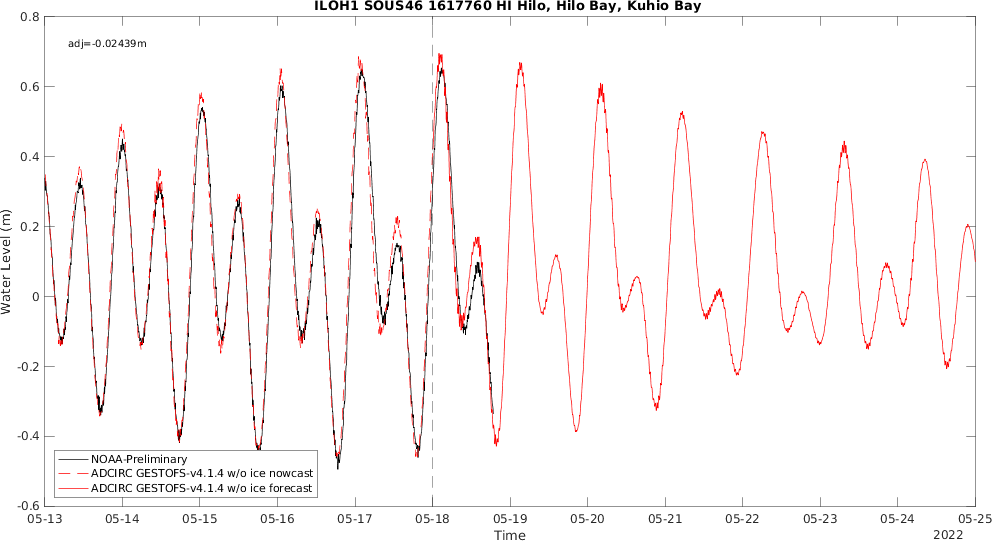 ILOH1 SOUS46 1617760 HI Hilo, Hilo Bay, Kuhio Bay
adj=-0.02439m
0.8
0.6
0.4
0.2
0
-0.2
-0.4
-0.6
Water Level (m)
NOAA-Preliminary
ADCIRC GESTOFS-v4.1.4 w/o ice nowcast
ADCIRC GESTOFS-v4.1.4 w/o ice forecast
05-13 05-14 05-15 05-16 05-17 05-18 05-19 05-20 05-21 05-22 05-23 05-24 05-25
Time
2022